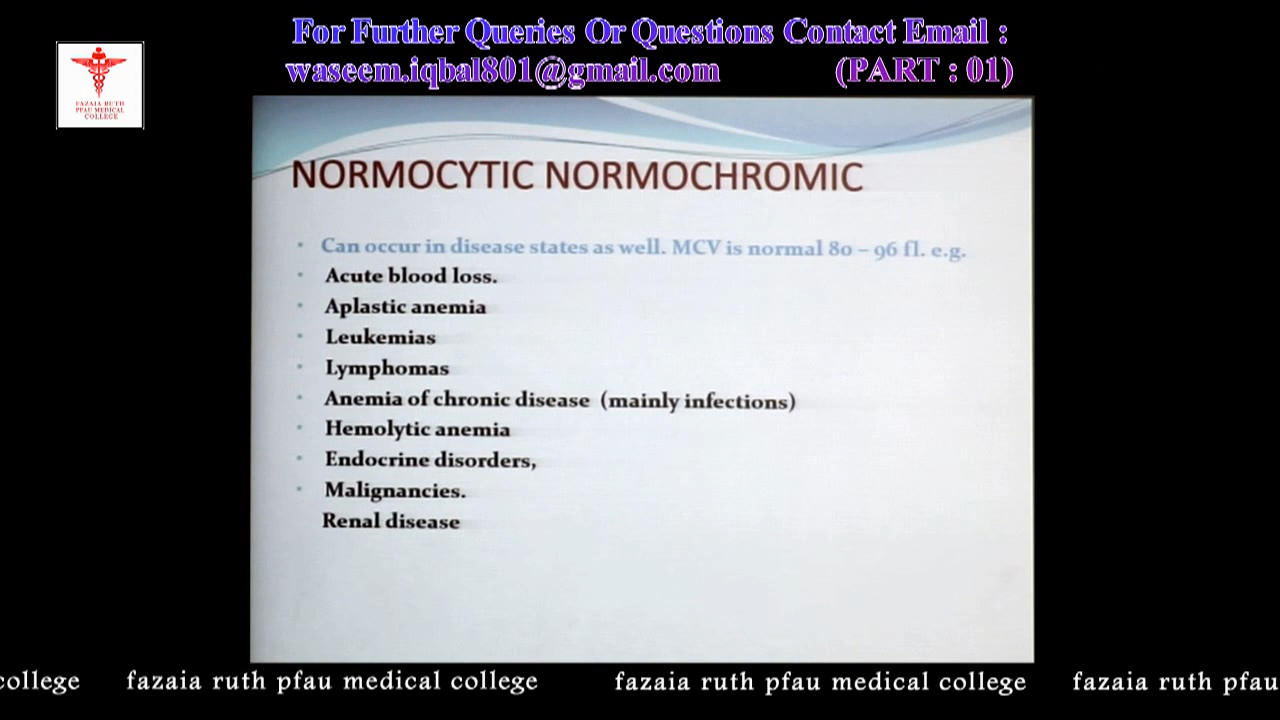 For Further Queries Or Questions Contact Email :
waseem.iqbal801@gmail.com (PART : 01)
FAZAIA RUTH
PFAU MEDICAL
COLLEGE
NORMOCYTIC NORMOCHROMIC
• Can occur in disease states as well. MCV is normal 80 – 96 fl. e.g.
• Acute blood loss.
• Aplastic anemia
• Leukemias
• Lymphomas
• Anemia of chronic disease (mainly infections)
• Hemolytic anemia
• Endocrine disorders,
• Malignancies.
Renal disease
college fazaia ruth pfau medical college fazaia ruth pfau medical college fazaia ruth pfau